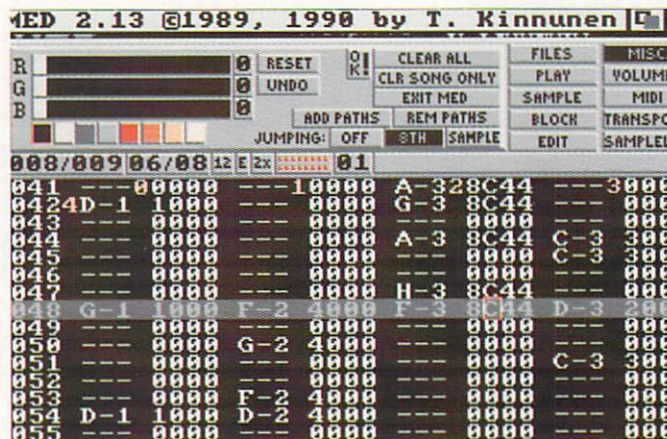 MED 2.13 ©1989, 1990 by T. Kinnunen
R 0 RESET OK! CLEAR ALL FILES MISC
G 0 UNDO CLR SONG ONLY PLAY VOLUM
B 0 EXIT MED SAMPLE MIDI
ADD PATHS REM PATHS BLOCK TRANSPO
JUMPING: OFF 8TH SAMPLE EDIT SAMPLEL
008/009 06/08 12 E 2x 01
041 ---00000 ---10000 A-328C44 ---3000
0424D-1 1000 --- 0000 G-3 8C44 --- 000
043 --- 0000 --- 0000 --- 0000 --- 000
044 --- 0000 --- 0000 A-3 8C44 C-3 300
045 --- 0000 --- 0000 --- 0000 C-3 300
046 --- 0000 --- 0000 --- 0000 --- 000
047 --- 0000 --- 0000 H-3 8C44 --- 000
048 G-1 1000 F-2 4000 F-3 8C44 D-3 200
049 --- 0000 --- 0000 --- 0000 --- 000
050 --- 0000 G-2 4000 --- 0000 --- 000
051 --- 0000 --- 0000 --- 0000 C-3 300
052 --- 0000 --- 0000 --- 0000 --- 000
053 --- 0000 F-2 4000 --- 0000 --- 000
054 D-1 1000 D-2 4000 --- 0000 --- 000
055 --- 0000 --- 0000 --- 0000 --- 000